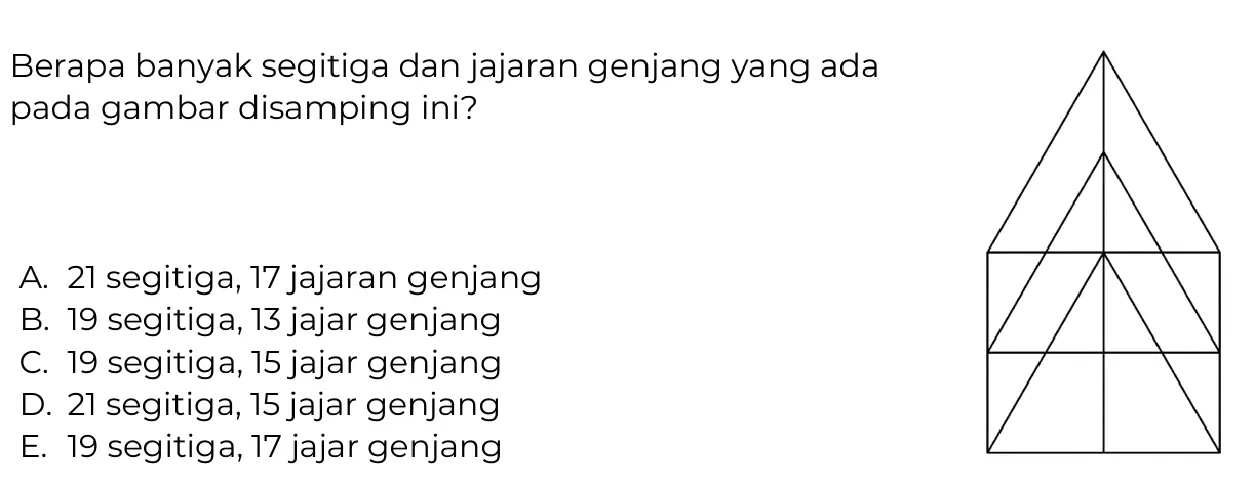 Berapa banyak segitiga dan jajaran genjang yang ada
pada gambar disamping ini?
A. 21 segitiga, 17 jajaran genjang
B. 19 segitiga, 13 jajar genjang
C. 19 segitiga, 15 jajar genjang
D. 21 segitiga, 15 jajar genjang
E. 19 segitiga, 17 jajar genjang